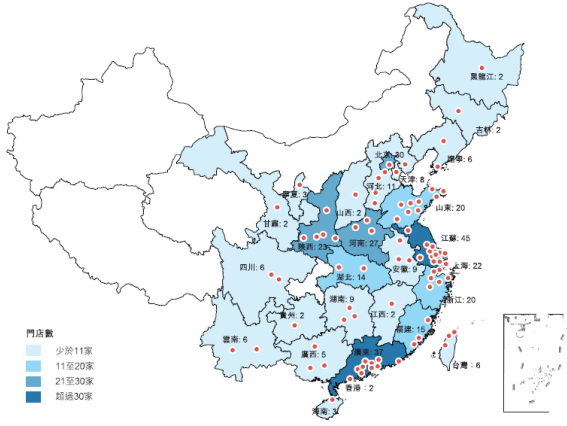 黑龍江: 2
吉林: 2
遼寧: 6
北京: 30
天津: 8
河北: 11
寧夏: 3
山西: 2
山東: 20
甘肅: 2
陝西: 23
河南: 27
江蘇: 45
四川: 6
湖北: 14
安徽: 9
上海: 22
浙江: 20
湖南: 9
貴州: 2
江西: 2
福建: 15
雲南: 6
廣西: 5
廣東: 37
台灣：6
香港：2
海南: 3
門店數
少於11家
11至20家
21至30家
超過30家